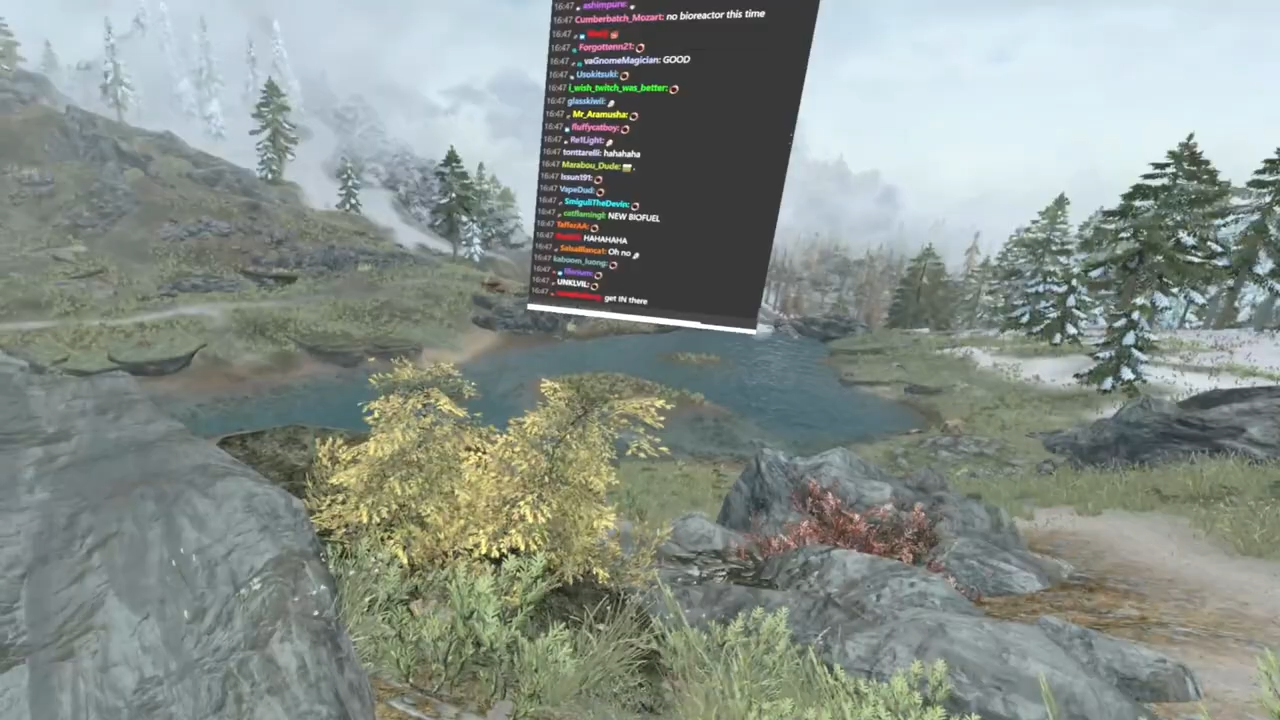 16:47 ashimpure:
16:47 Cumberbatch_Mozart: no bioreactor this time
16:47
16:47 Forgottenn21:
16:47 vaGnomeMagician: GOOD
16:47 Usokitsuki:
16:47 i_wish_twitch_was_better:
16:47 glasskiwii:
16:47 Mr_Aramusha:
16:47 fluffycatboy:
16:47 Re1Light:
16:47 tonttarelli: hahahaha
16:47 Marabou_Dude:
16:47 Issun191:
16:47 VapeDud:
16:47 SmiguliTheDevin:
16:47 catflamingl: NEW BIOFUEL
16:47 TafferAA:
16:47 HAHAHAHA
16:47 SalsaBlanca1: Oh no
16:47 kaboom_luong:
16:47
16:47 UNKLVIL:
16:47 get IN there